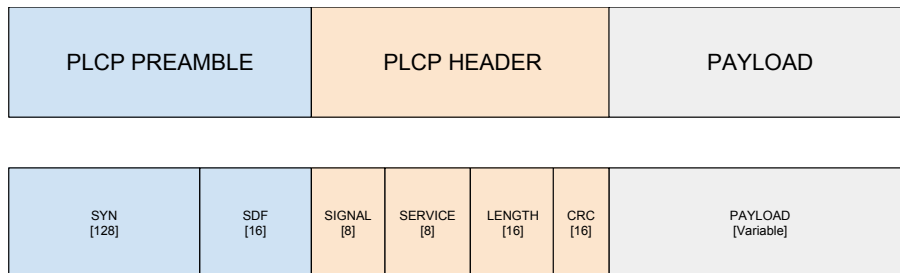 PLCP PREAMBLE PLCP HEADER PAYLOAD
SYN SDF SIGNAL SERVICE LENGTH CRC PAYLOAD
[128] [16] [8] [8] [16] [16] [Variable]